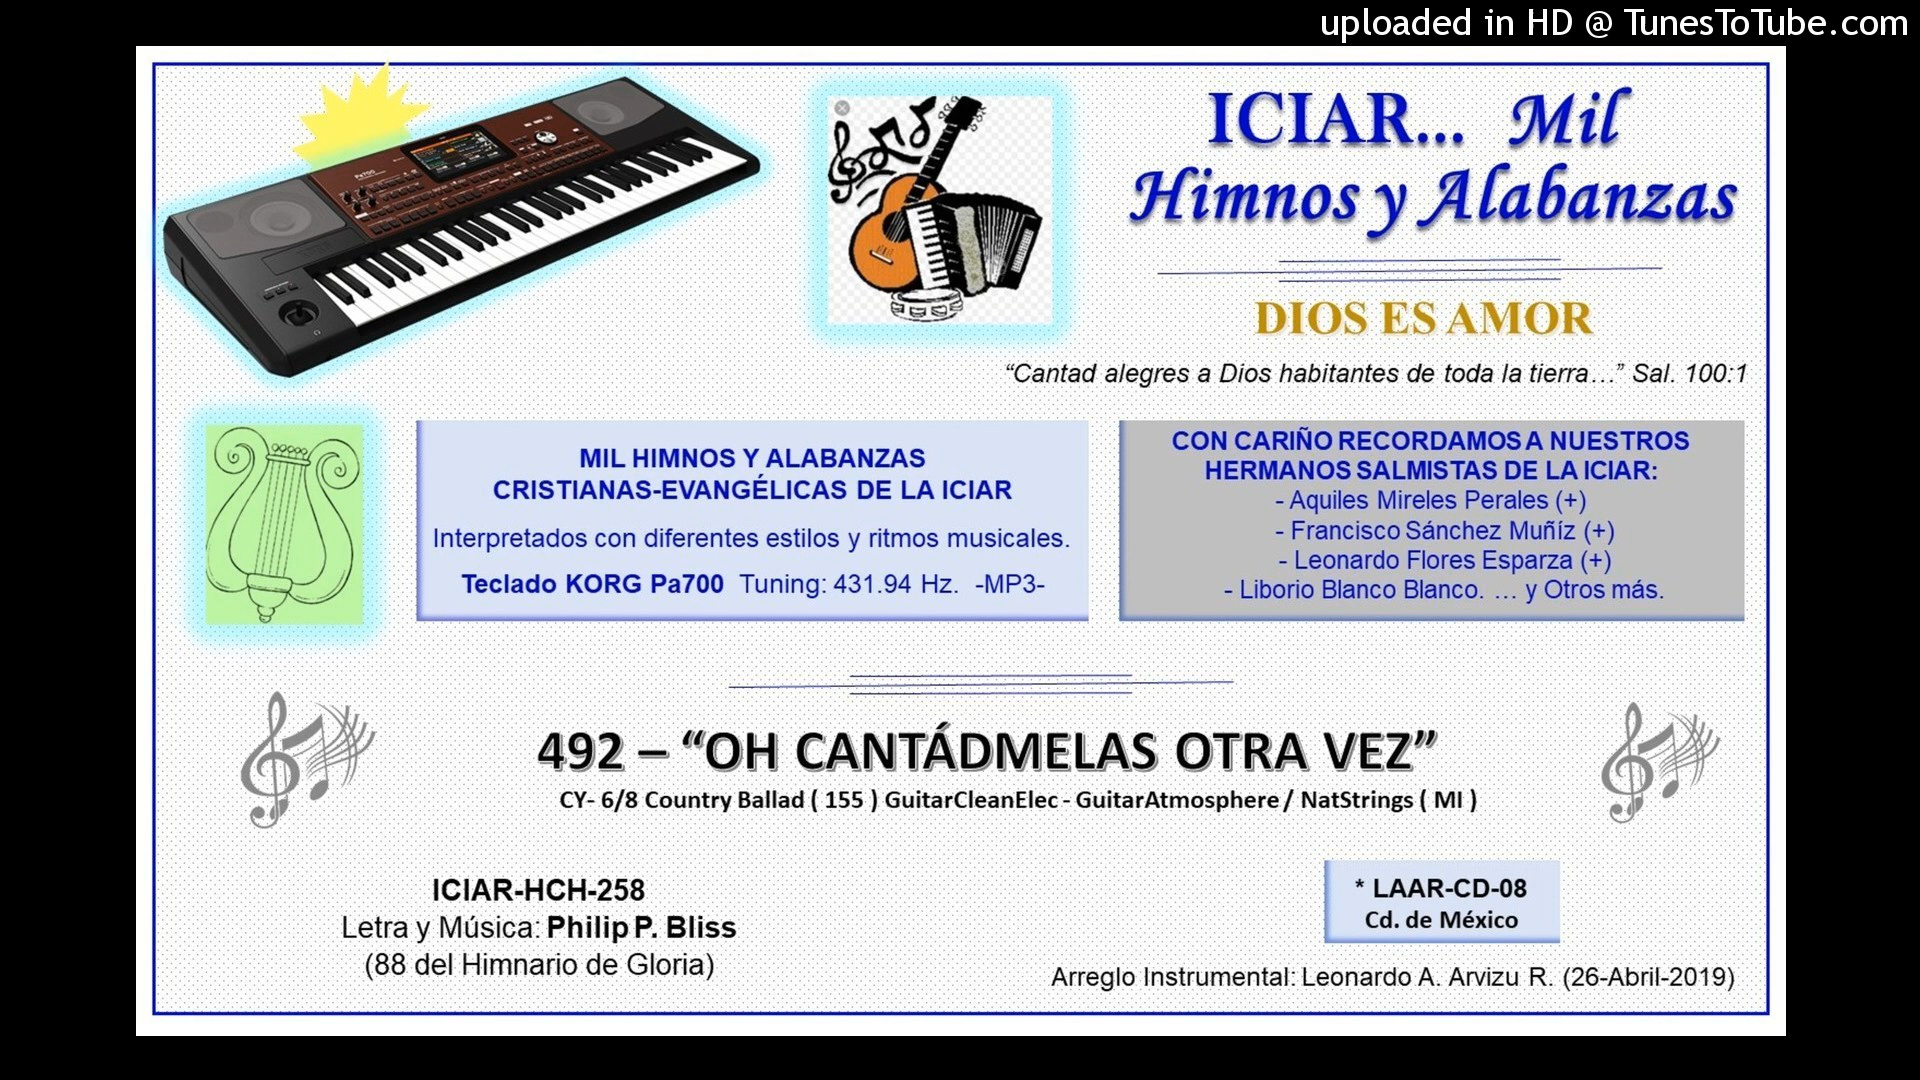 uploaded in HD @ TunesToTube.com
ICIAR... Mil
Himnos y Alabanzas
DIOS ES AMOR
“Cantad alegres a Dios habitantes de toda la tierra…” Sal. 100:1
Pa700
MIL HIMNOS Y ALABANZAS
CRISTIANAS-EVANGÉLICAS DE LA ICIAR
Interpretados con diferentes estilos y ritmos musicales.
Teclado KORG Pa700 Tuning: 431.94 Hz. -MP3-
CON CARIÑO RECORDAMOS A NUESTROS
HERMANOS SALMISTAS DE LA ICIAR:
- Aquiles Mireles Perales (+)
- Francisco Sánchez Muñíz (+)
- Leonardo Flores Esparza (+)
- Liborio Blanco Blanco. … y Otros más.
492 – “OH CANTÁDMELAS OTRA VEZ”
CY- 6/8 Country Ballad ( 155 ) GuitarCleanElec - GuitarAtmosphere / NatStrings ( MI )
ICIAR-HCH-258
Letra y Música: Philip P. Bliss
(88 del Himnario de Gloria)
* LAAR-CD-08
Cd. de México
Arreglo Instrumental: Leonardo A. Arvizu R. (26-Abril-2019)